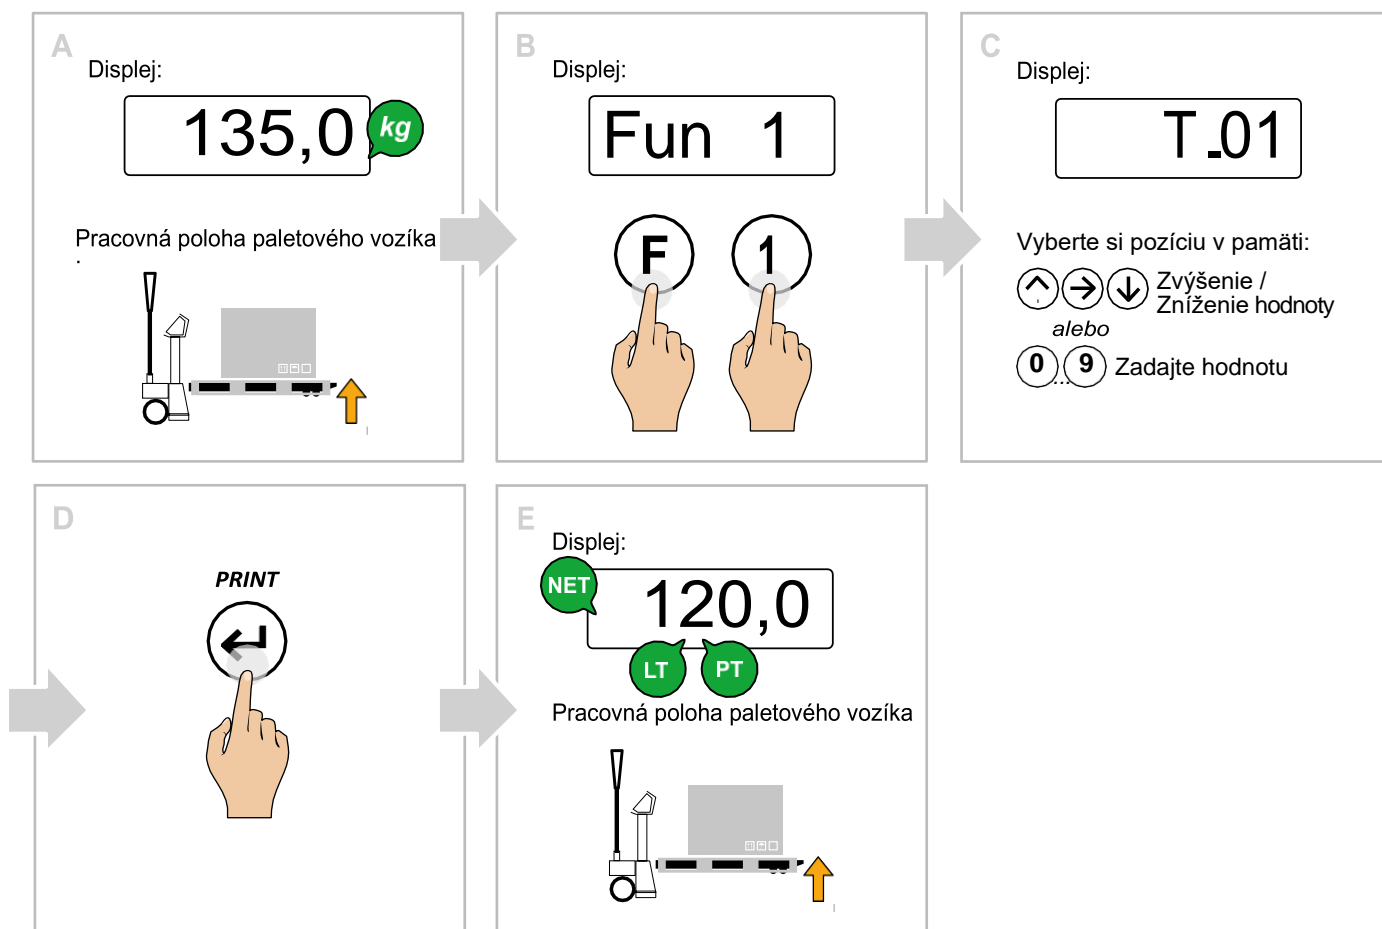 A
Displej:
135,0 kg
Pracovná poloha paletového vozíka
.
B
Displej:
Fun 1
F 1
C
Displej:
T.01
Vyberte si pozíciu v pamäti:
Zvýšenie /
Zníženie hodnoty
alebo
0...9 Zadajte hodnotu
D
PRINT
E
Displej:
NET
120,0
LT PT
Pracovná poloha paletového vozíka